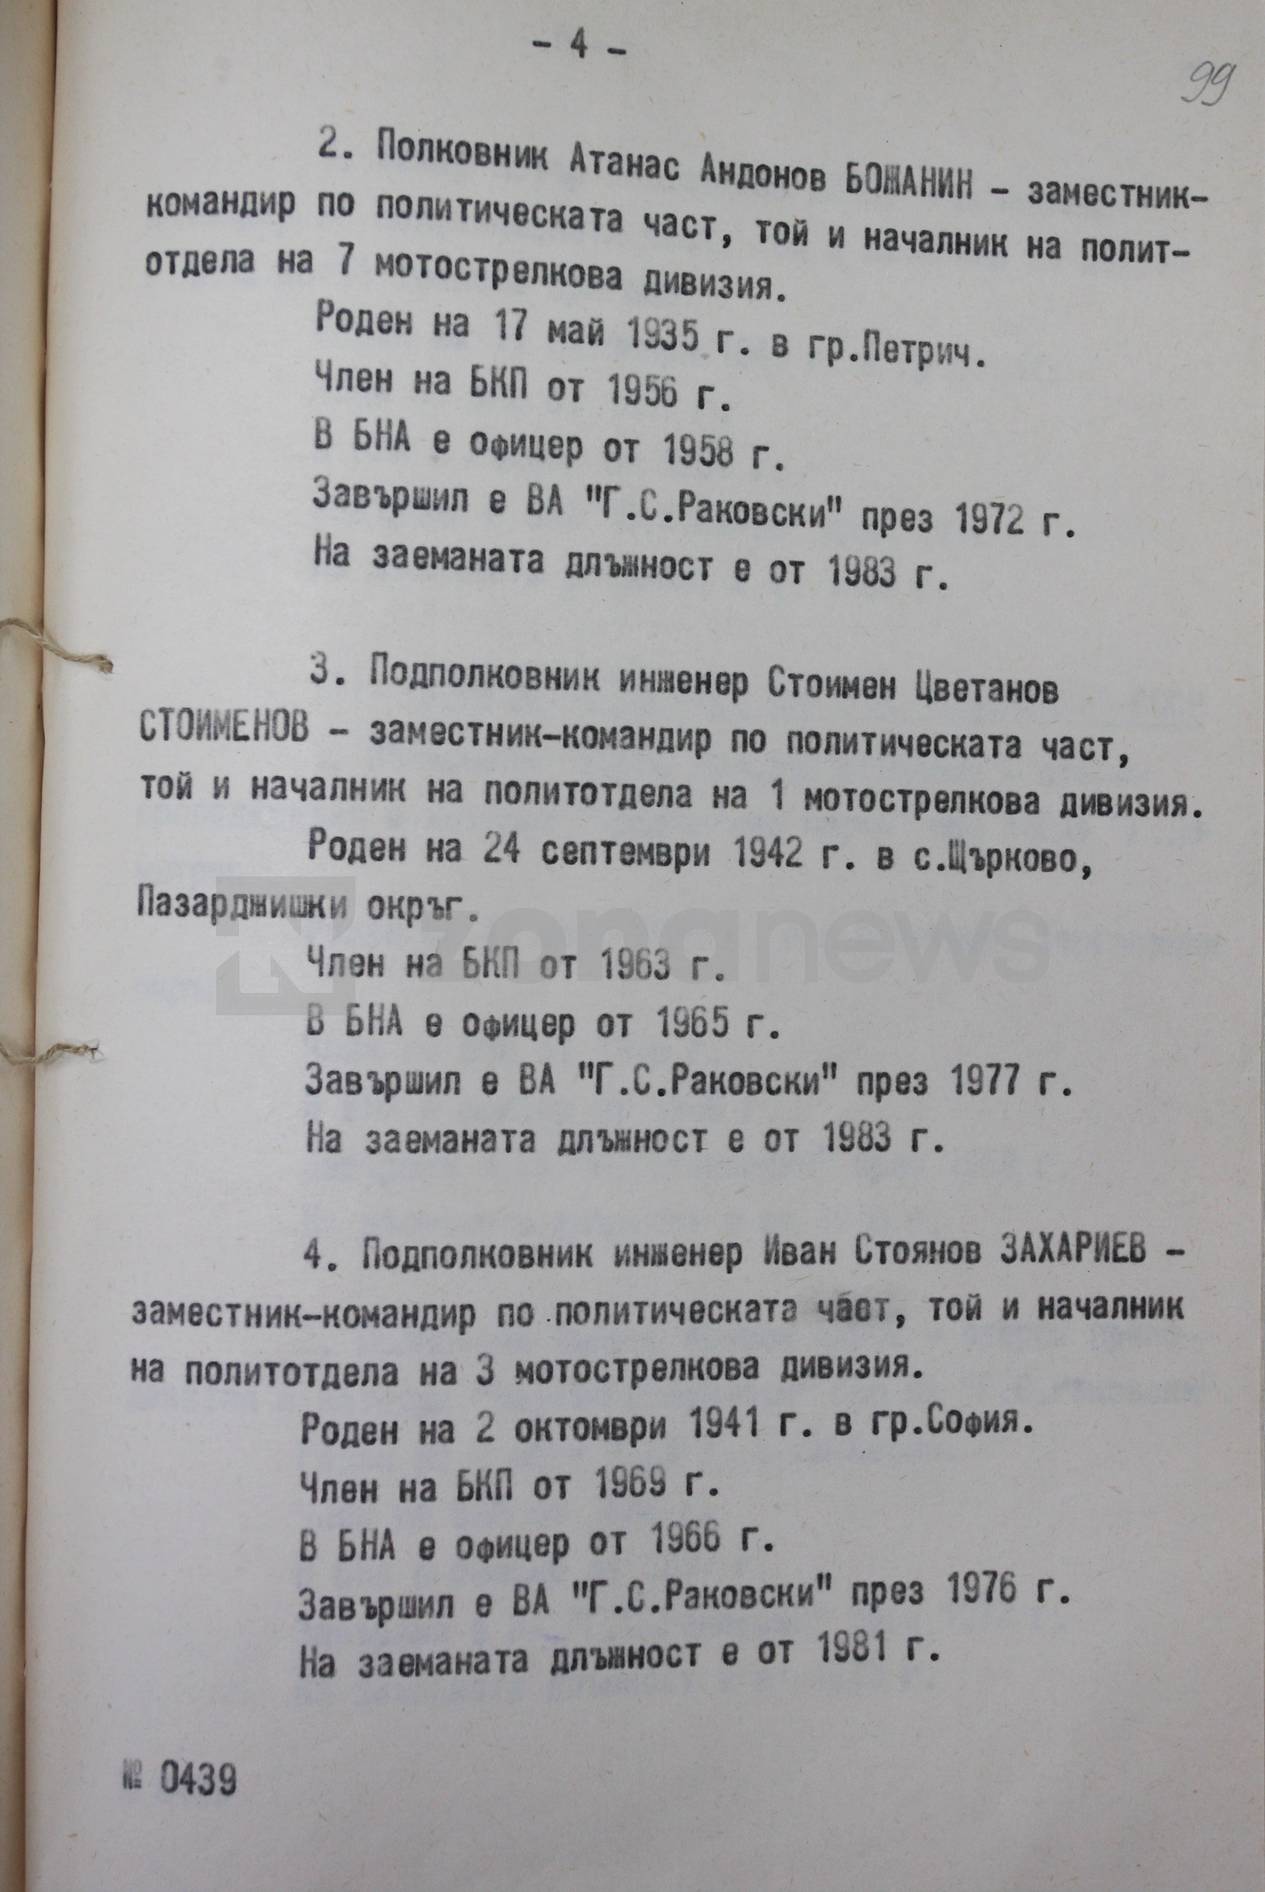 - 4 -
99
2. Полковник Атанас Андонов БОЖАНИН - заместник-
командир по политическата част, той и началник на полит-
отдела на 7 мотострелкова дивизия.
Роден на 17 май 1935 г. в гр.Петрич.
Член на БКП от 1956 г.
В БНА е офицер от 1958 г.
Завършил е ВА "Г.С.Раковски" през 1972 г.
На заеманата длъжност е от 1983 г.
3. Подполковник инженер Стоимен Цветанов
СТОИМЕНОВ - заместник-командир по политическата част,
той и началник на политотдела на 1 мотострелкова дивизия.
Роден на 24 септември 1942 г. в с.Щърково,
Пазарджишки окръг.
zonanews
Член на БКП от 1963 г.
В БНА е офицер от 1965 г.
Завършил е ВА "Г.С.Раковски" през 1977 г.
На заеманата длъжност е от 1983 г.
4. Подполковник инженер Иван Стоянов ЗАХАРИЕВ -
заместник-командир по политическата част, той и началник
на политотдела на 3 мотострелкова дивизия.
Роден на 2 октомври 1941 г. в гр.София.
Член на БКП от 1969 г.
В БНА е офицер от 1966 г.
Завършил е ВА "Г.С.Раковски" през 1976 г.
На заеманата длъжност е от 1981 г.
№ 0439